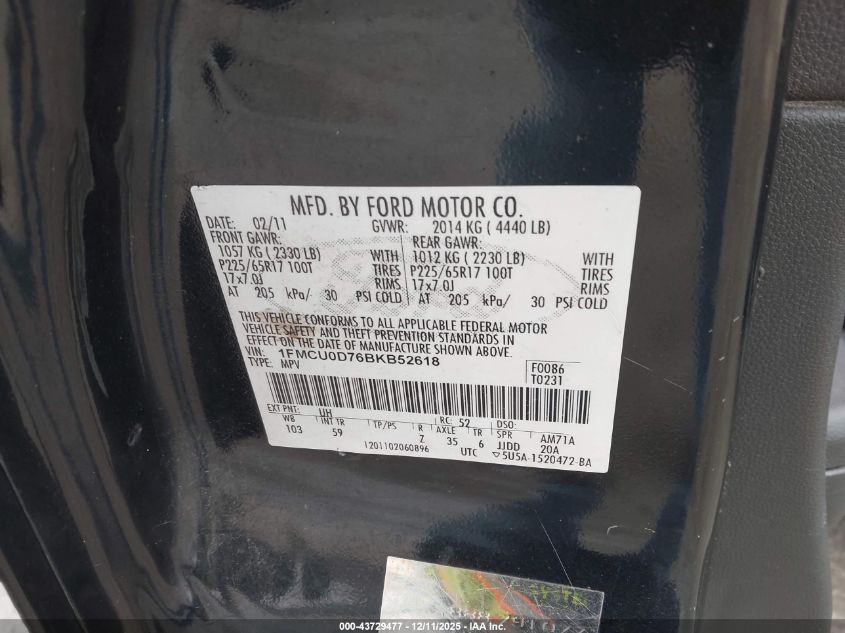 MFD. BY FORD MOTOR CO.
DATE: 02/11 GVWR: 2014 KG ( 4440 LB)
FRONT GAWR: REAR GAWR:
1057 KG ( 2330 LB) WITH 1012 KG ( 2230 LB) WITH
P225/65R17 100T TIRES P225/65R17 100T TIRES
17x7.0J RIMS 17x7.0J RIMS
AT 205 kPa/ 30 PSI COLD AT 205 kPa/ 30 PSI COLD
THIS VEHICLE CONFORMS TO ALL APPLICABLE FEDERAL MOTOR
VEHICLE SAFETY AND THEFT PREVENTION STANDARDS IN
EFFECT ON THE DATE OF MANUFACTURE SHOWN ABOVE.
VIN: 1FMCU0D76BKB52618 F0086
TYPE: MPV T0231
EXT PNT: UH RC: 52 DSO:
WB INT TR TP/PS R AXLE TR SPR AM71A
103 59 Z 35 6 JJDD 20A
1201102060896 UTC ▽5U5A-1520472-BA
000-43729477 - 12/11/2025 - © IAA, Inc.